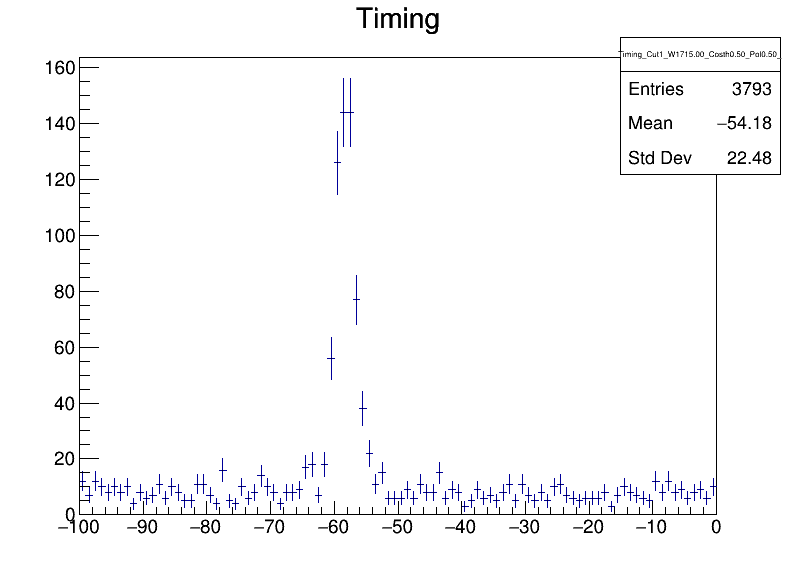 Timing
Timing_Cut1_W1715.00_Costh0.50_Pol0.50_
Entries 3793
Mean −54.18
Std Dev 22.48
160
140
120
100
80
60
40
20
0
−100 −90 −80 −70 −60 −50 −40 −30 −20 −10 0